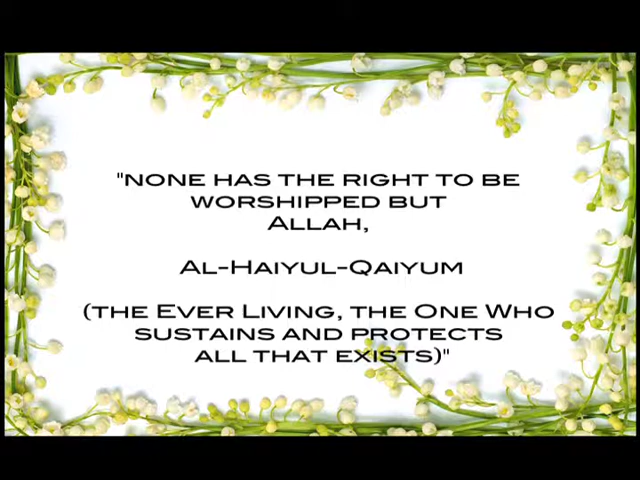 "NONE HAS THE RIGHT TO BE
WORSHIPPED BUT
ALLAH,
AL-HAIYUL-QAIYUM
(THE EVER LIVING, THE ONE WHO
SUSTAINS AND PROTECTS
ALL THAT EXISTS)"